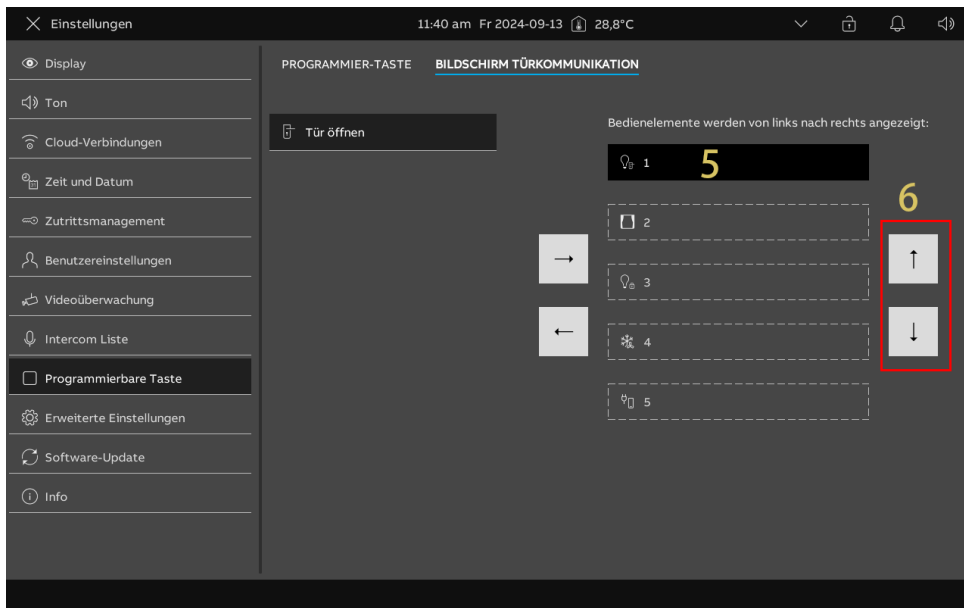 Einstellungen
11:40 am Fr 2024-09-13 28,8°C
Display
Ton
Cloud-Verbindungen
Zeit und Datum
Zutrittsmanagement
Benutzereinstellungen
Videoüberwachung
Intercom Liste
Programmierbare Taste
Erweiterte Einstellungen
Software-Update
Info
PROGRAMMIER-TASTE BILDSCHIRM TÜRKOMMUNIKATION
Tür öffnen
Bedienelemente werden von links nach rechts angezeigt:
1 5
2
3
4
5
6